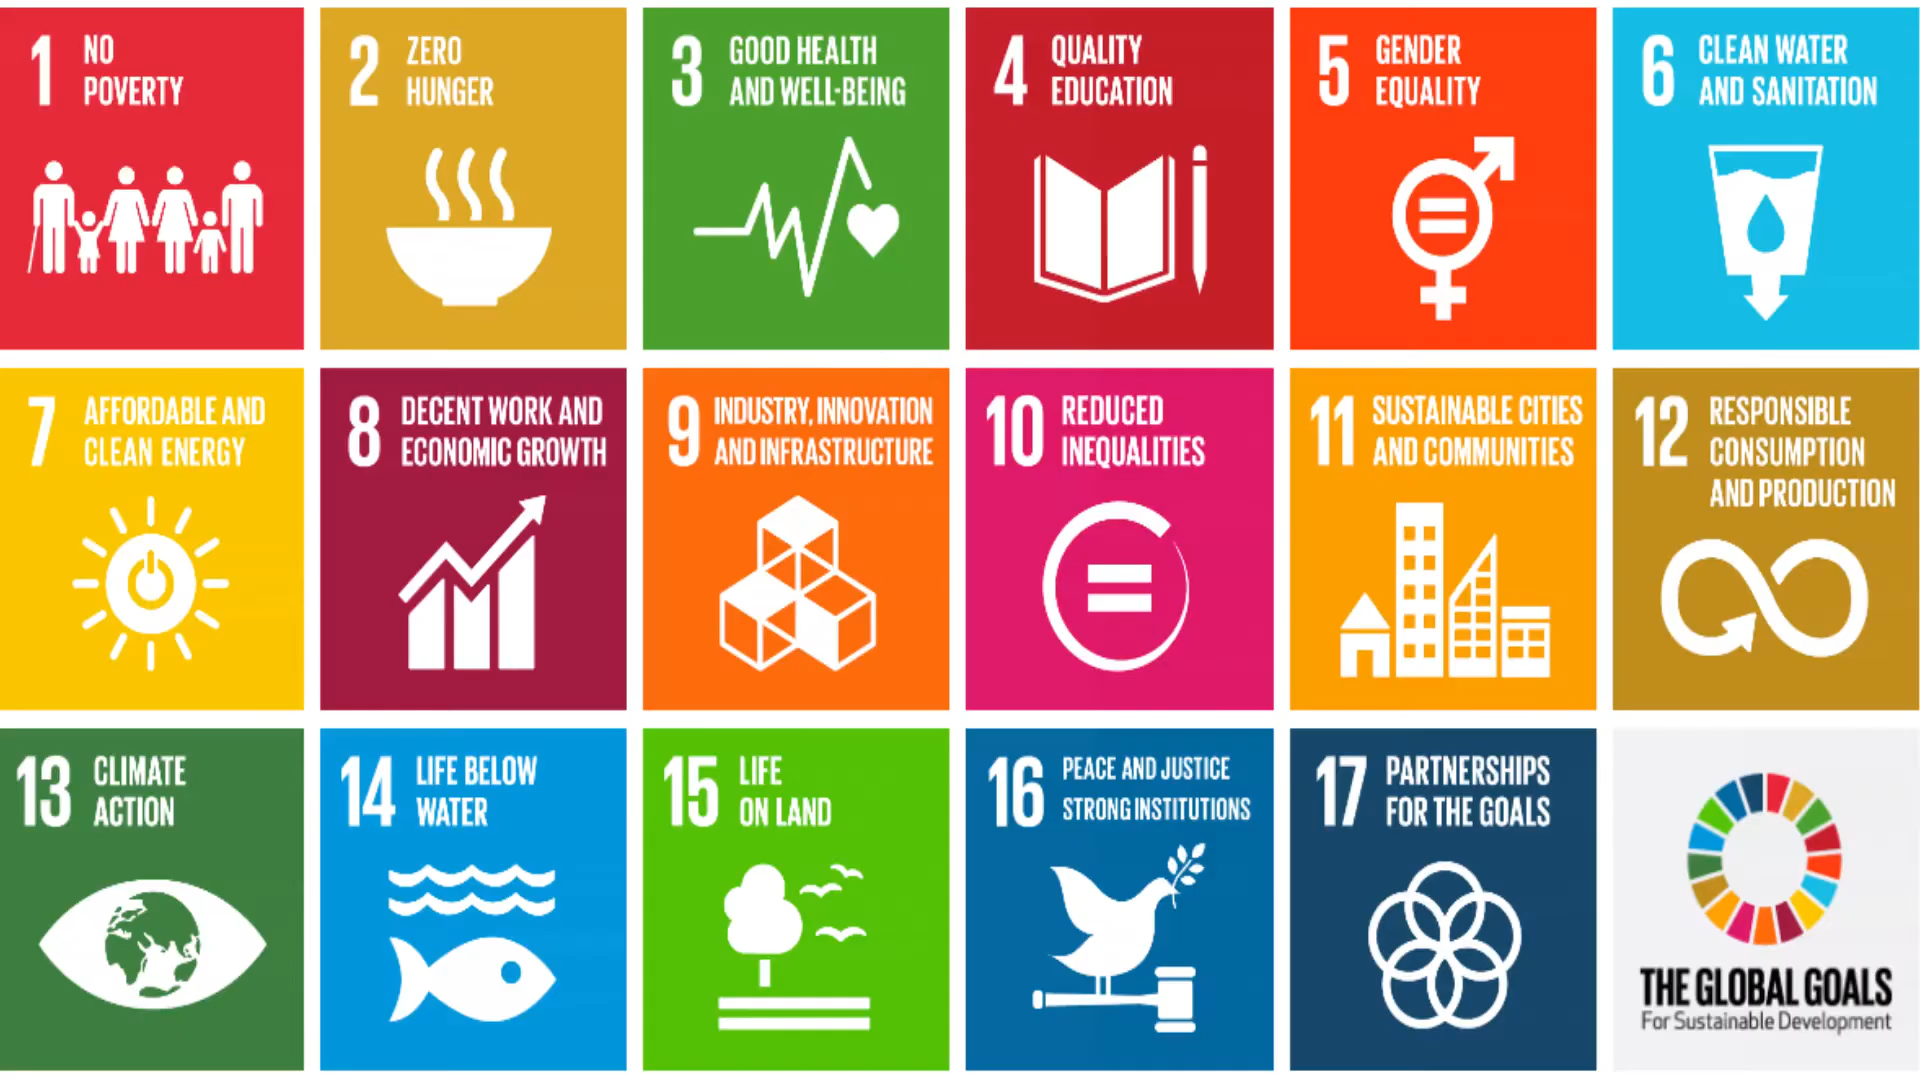 1 NO
POVERTY
2 ZERO
HUNGER
3 GOOD HEALTH
AND WELL-BEING
4 QUALITY
EDUCATION
5 GENDER
EQUALITY
6 CLEAN WATER
AND SANITATION
7 AFFORDABLE AND
CLEAN ENERGY
8 DECENT WORK AND
ECONOMIC GROWTH
9 INDUSTRY, INNOVATION
AND INFRASTRUCTURE
10 REDUCED
INEQUALITIES
11 SUSTAINABLE CITIES
AND COMMUNITIES
12 RESPONSIBLE
CONSUMPTION
AND PRODUCTION
13 CLIMATE
ACTION
14 LIFE BELOW
WATER
15 LIFE
ON LAND
16 PEACE AND JUSTICE
STRONG INSTITUTIONS
17 PARTNERSHIPS
FOR THE GOALS
THE GLOBAL GOALS
For Sustainable Development